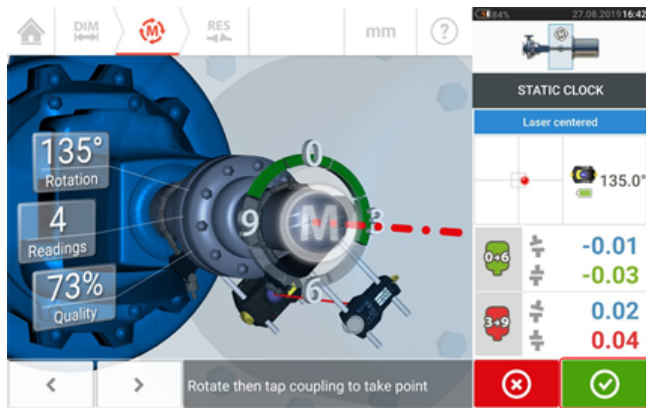 DIM
M
RES
mm
?
84%
27.08.2019 16:42
STATIC CLOCK
Laser centered
135.0°
135°
Rotation
4
Readings
73%
Quality
0
3
6
9
M
0→6
-0.01
-0.03
3→9
0.02
0.04
Rotate then tap coupling to take point